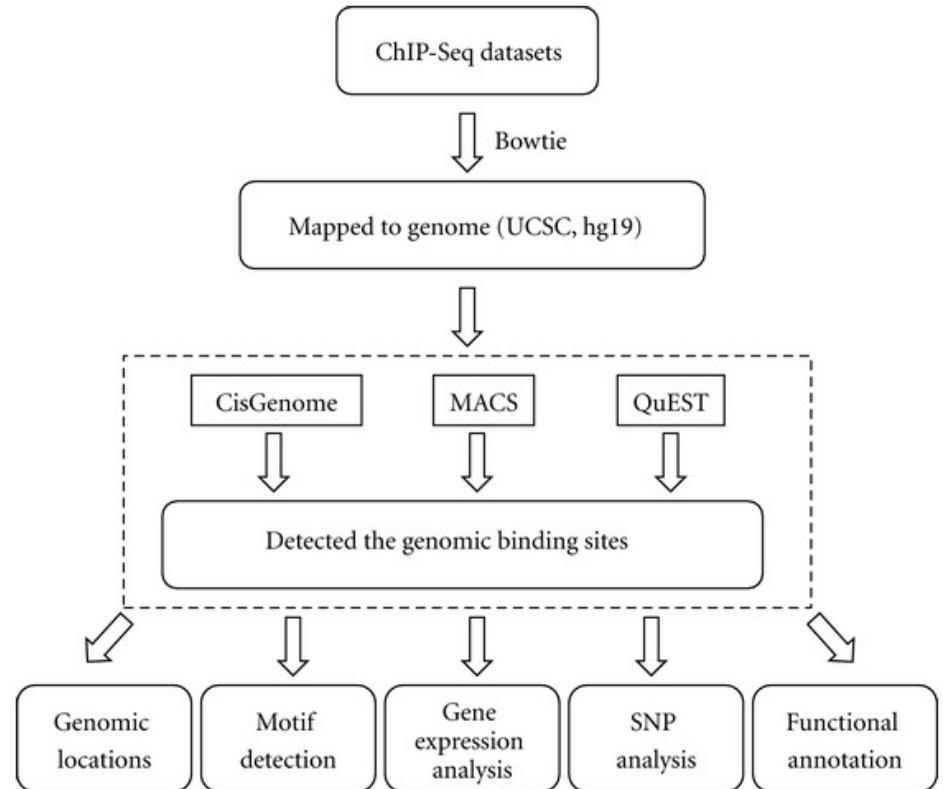 ChIP-Seq datasets
Bowtie
Mapped to genome (UCSC, hg19)
CisGenome
MACS
QuEST
Detected the genomic binding sites
Genomic
locations
Motif
detection
Gene
expression
analysis
SNP
analysis
Functional
annotation